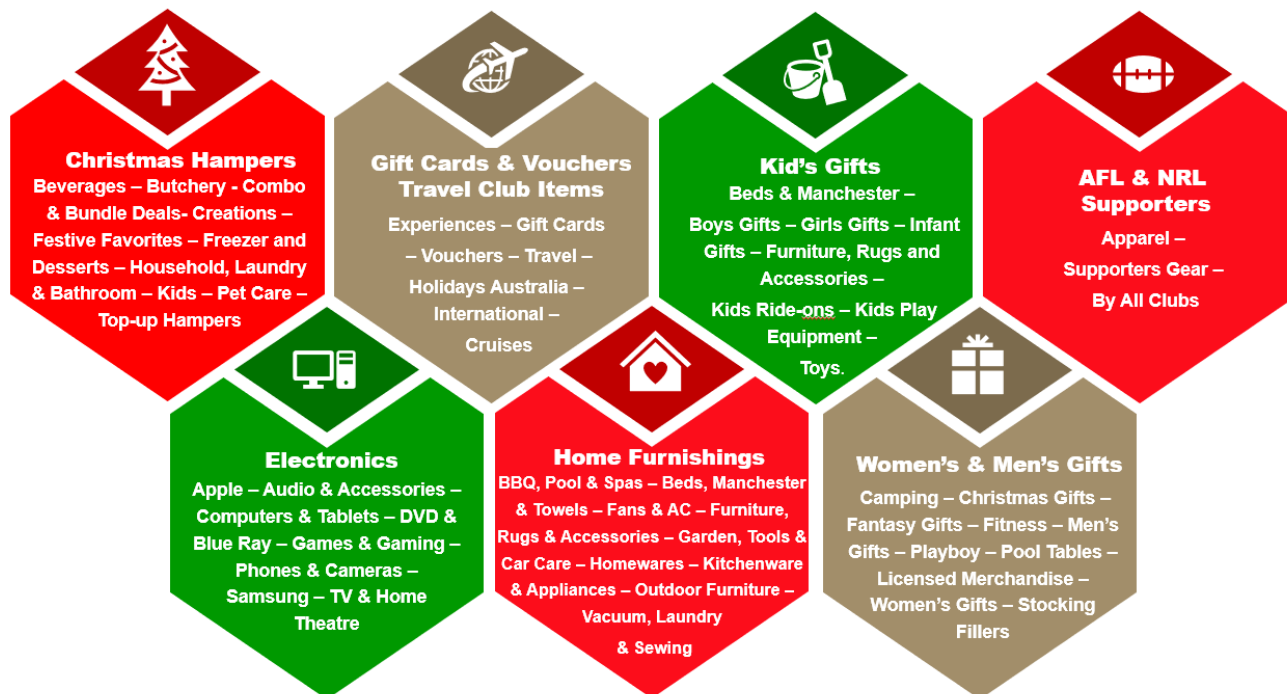 Christmas Hampers
Beverages – Butchery - Combo
& Bundle Deals- Creations –
Festive Favorites – Freezer and
Desserts – Household, Laundry
& Bathroom – Kids – Pet Care –
Top-up Hampers
Gift Cards & Vouchers
Travel Club Items
Experiences – Gift Cards
– Vouchers – Travel –
Holidays Australia –
International –
Cruises
Kid's Gifts
Beds & Manchester –
Boys Gifts – Girls Gifts – Infant
Gifts – Furniture, Rugs and
Accessories –
Kids Ride-ons – Kids Play
Equipment –
Toys.
AFL & NRL
Supporters
Apparel –
Supporters Gear –
By All Clubs
Electronics
Apple – Audio & Accessories –
Computers & Tablets – DVD &
Blue Ray – Games & Gaming –
Phones & Cameras –
Samsung – TV & Home
Theatre
Home Furnishings
BBQ, Pool & Spas – Beds, Manchester
& Towels – Fans & AC – Furniture,
Rugs & Accessories – Garden, Tools &
Car Care – Homewares – Kitchenware
& Appliances – Outdoor Furniture –
Vacuum, Laundry
& Sewing
Women's & Men's Gifts
Camping – Christmas Gifts –
Fantasy Gifts – Fitness – Men's
Gifts – Playboy – Pool Tables –
Licensed Merchandise –
Women's Gifts – Stocking
Fillers